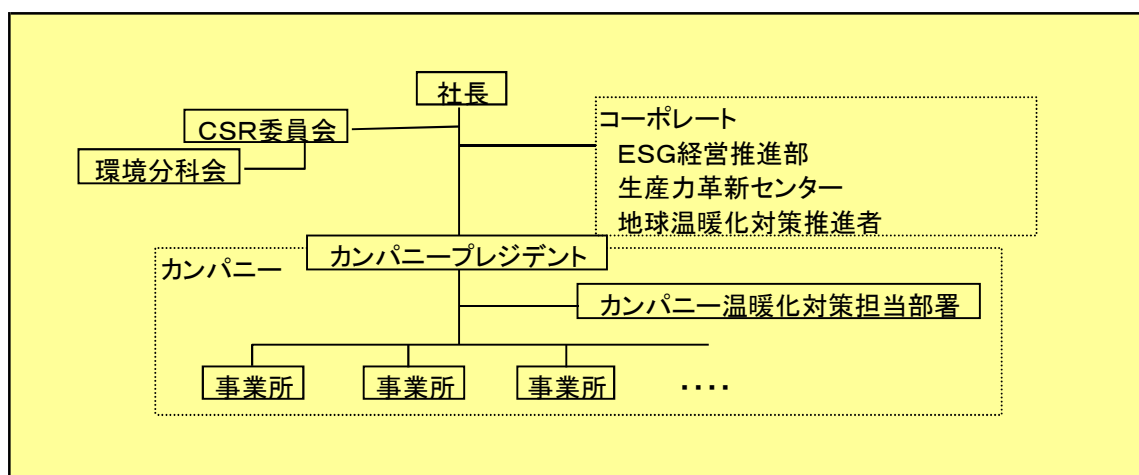 社長
CSR委員会
環境分科会
コーポレート
ESG経営推進部
生産力革新センター
地球温暖化対策推進者
カンパニープレジデント
カンパニー
カンパニー温暖化対策担当部署
事業所
事業所
事業所
‥‥